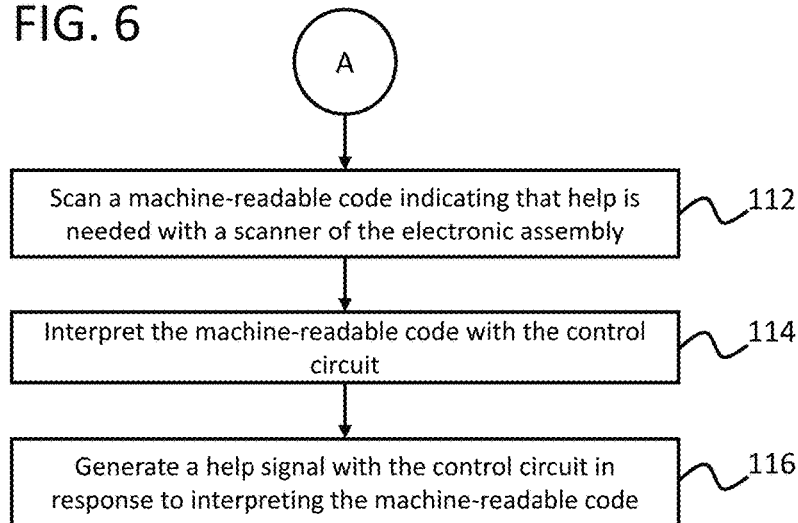 FIG. 6
A
Scan a machine-readable code indicating that help is
needed with a scanner of the electronic assembly
112
Interpret the machine-readable code with the control
circuit
114
Generate a help signal with the control circuit in
response to interpreting the machine-readable code
116